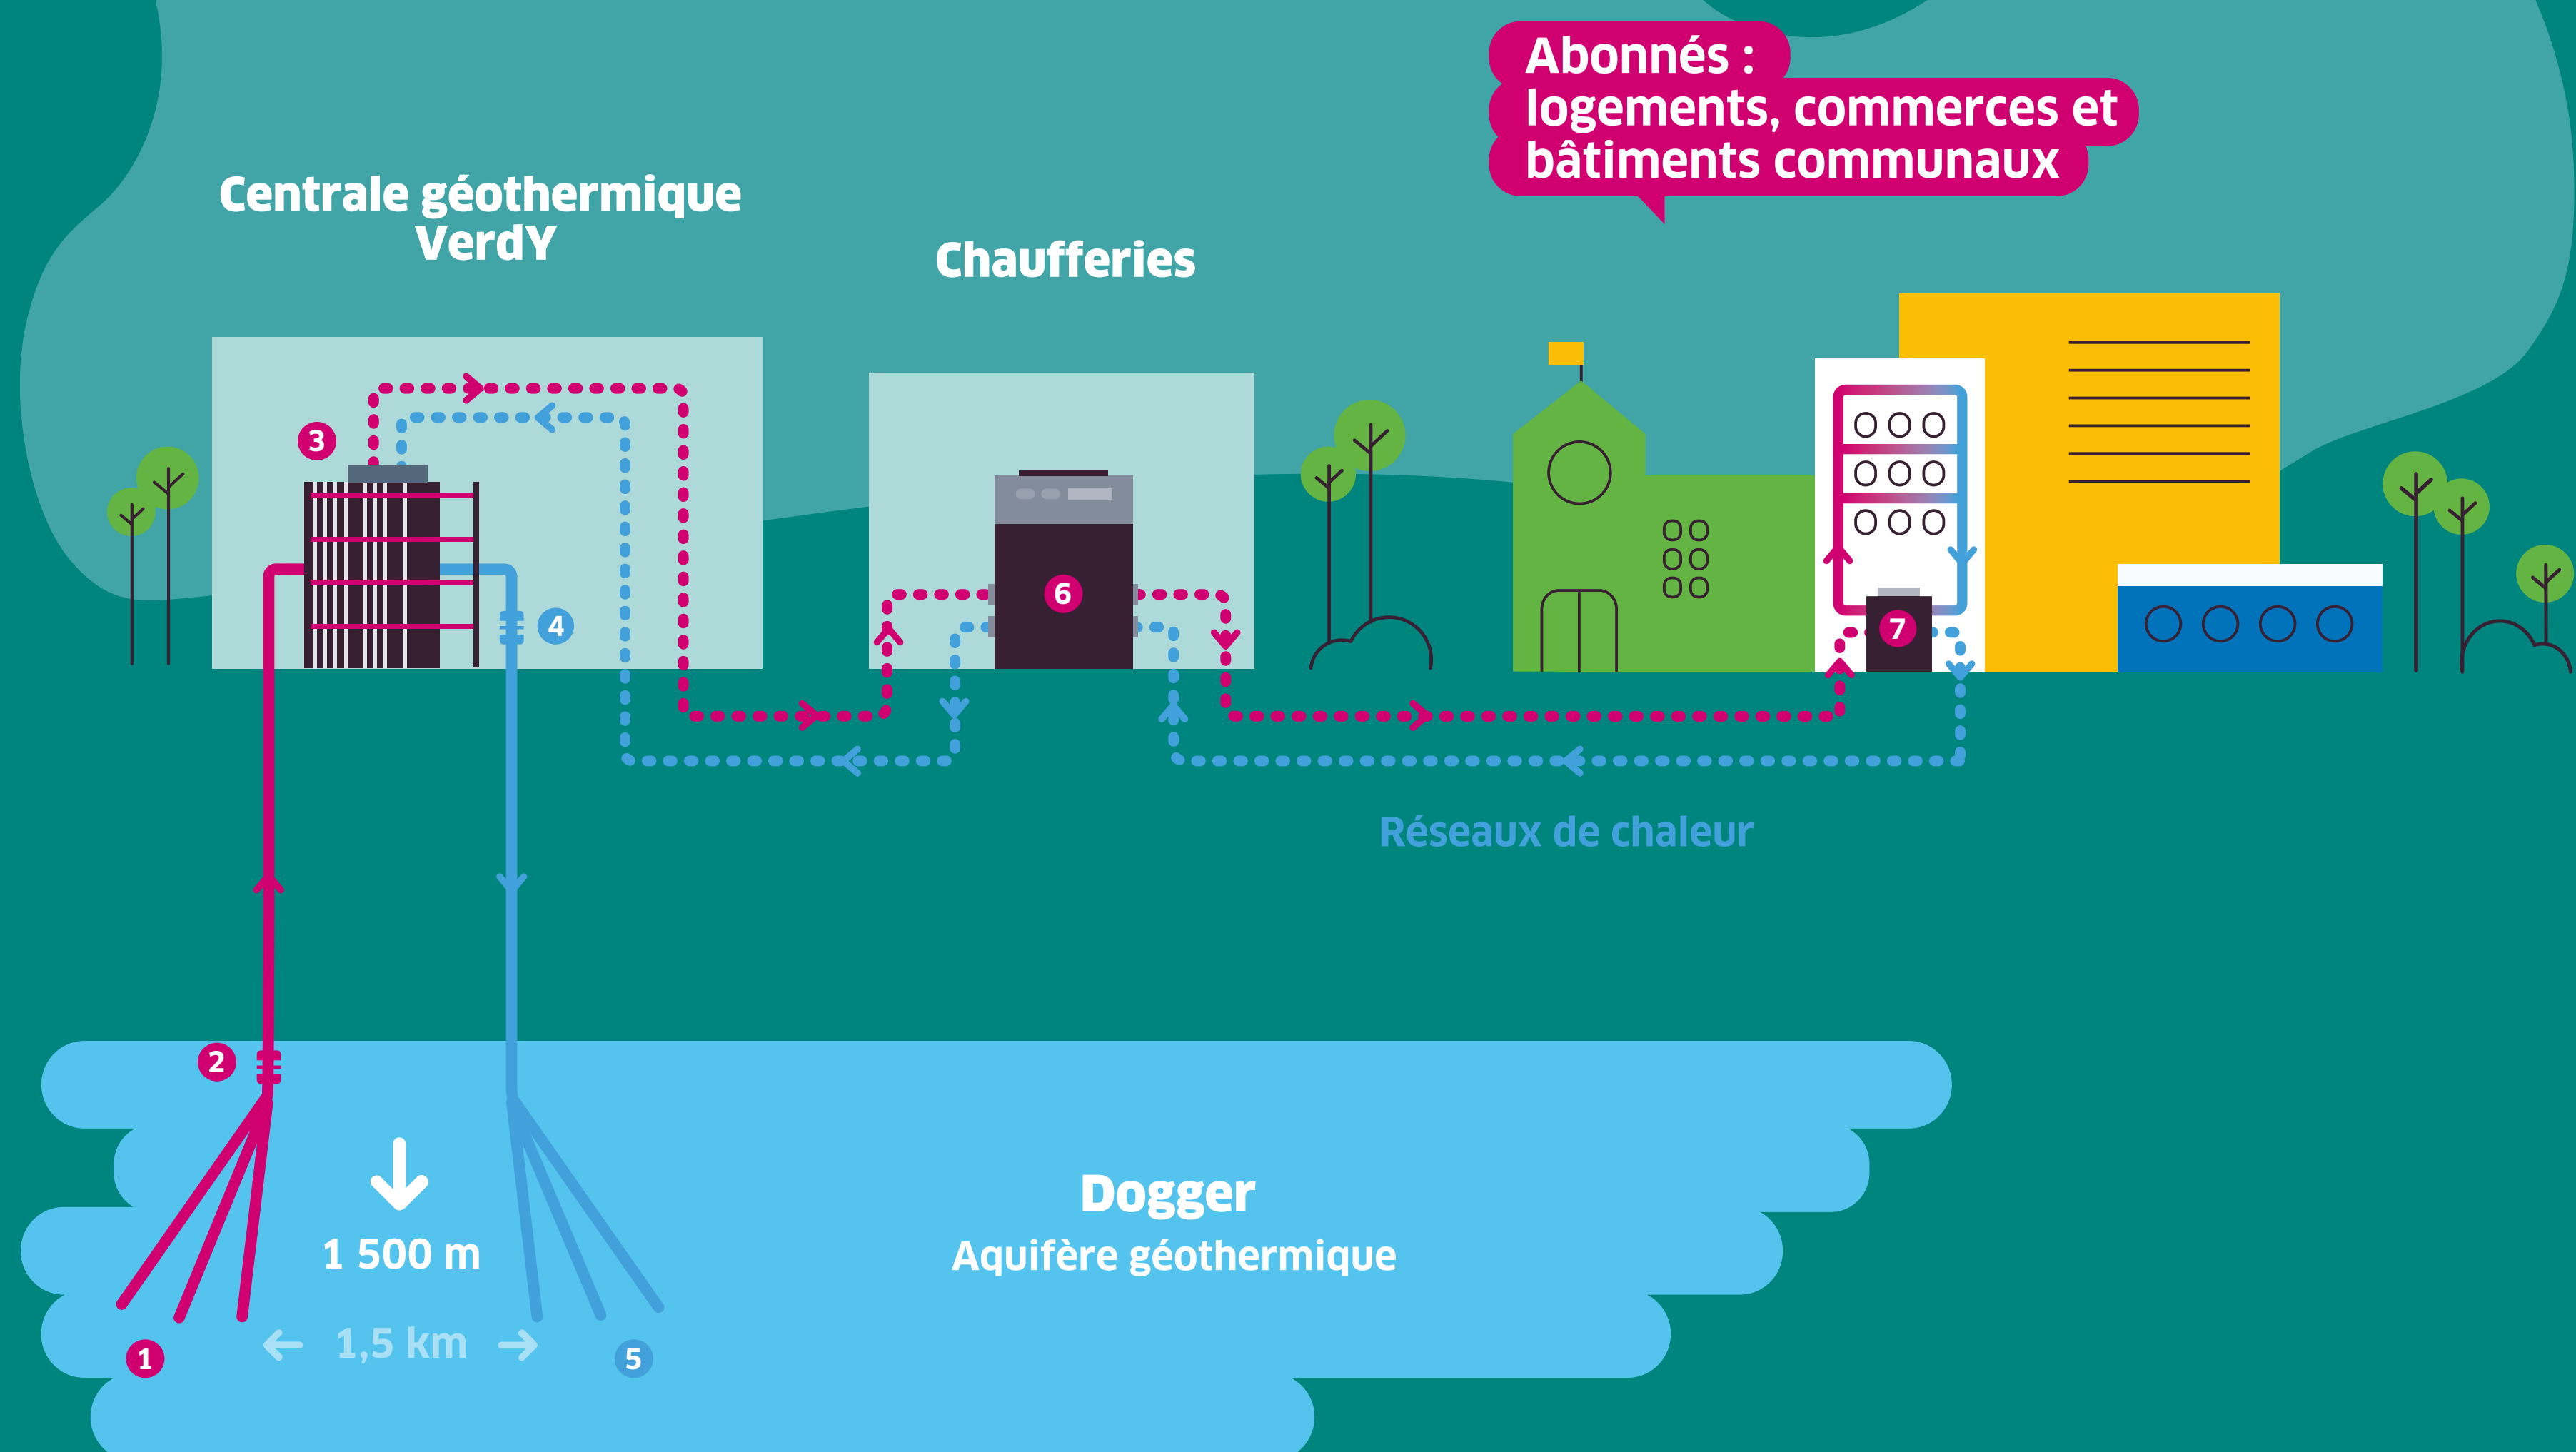 Abonnés :
logements, commerces et
bâtiments communaux
Centrale géothermique
VerdY
Chaufferies
3
6
4
7
Réseaux de chaleur
2
Dogger
Aquifère géothermique
1 500 m
1,5 km
1
5